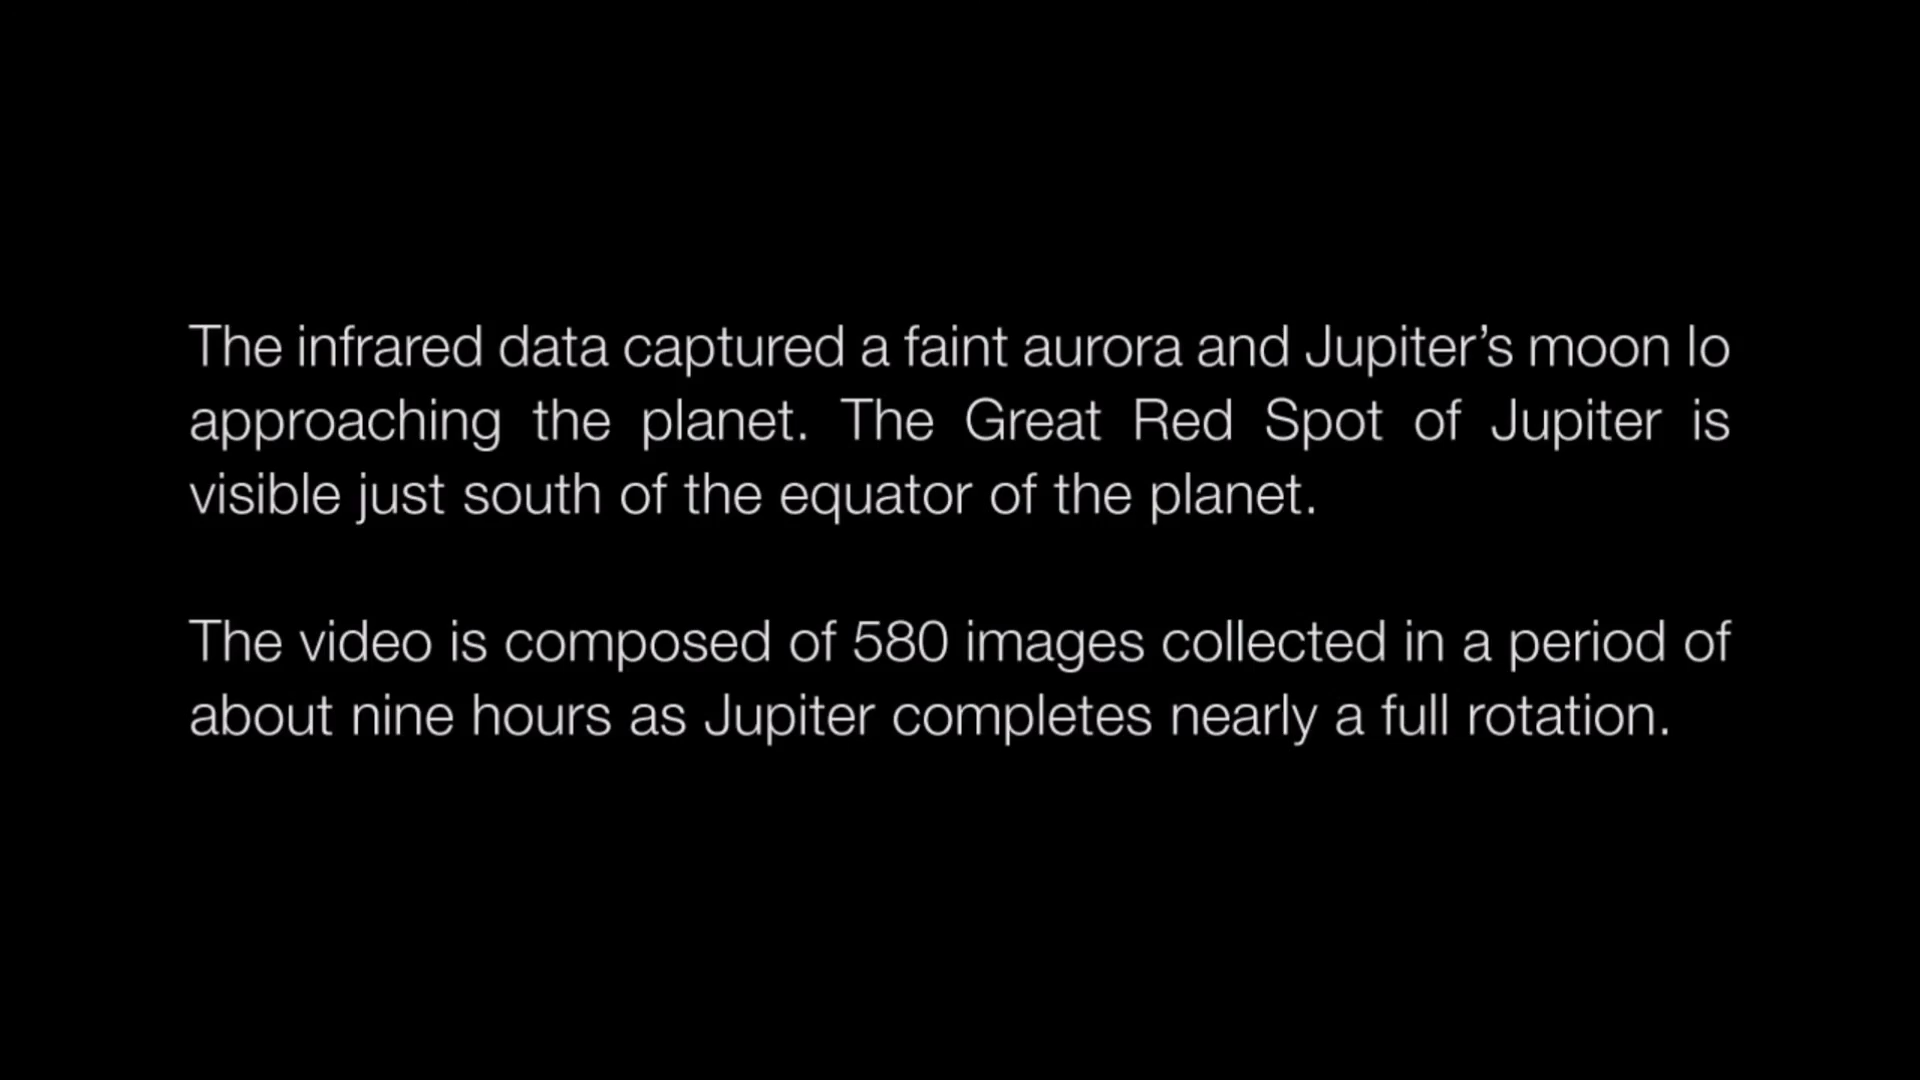 The infrared data captured a faint aurora and Jupiter’s moon Io
approaching the planet. The Great Red Spot of Jupiter is
visible just south of the equator of the planet.
The video is composed of 580 images collected in a period of
about nine hours as Jupiter completes nearly a full rotation.